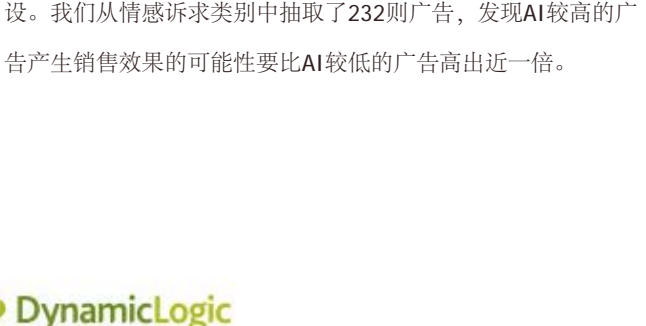 设。我们从情感诉求类别中抽取了232则广告，发现AI较高的广
告产生销售效果的可能性要比AI较低的广告高出近一倍。
DynamicLogic